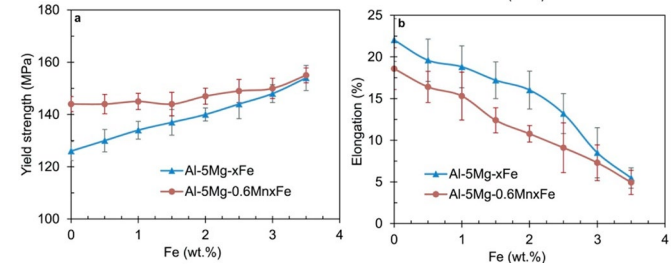 a
Yield strength (MPa)
180
160
140
120
100
Al-5Mg-xFe
Al-5Mg-0.6MnxFe
0 1 2 3 4
Fe (wt.%)
b
Elongation (%)
25
20
15
10
5
0
Al-5Mg-xFe
Al-5Mg-0.6MnxFe
0 1 2 3 4
Fe (wt.%)